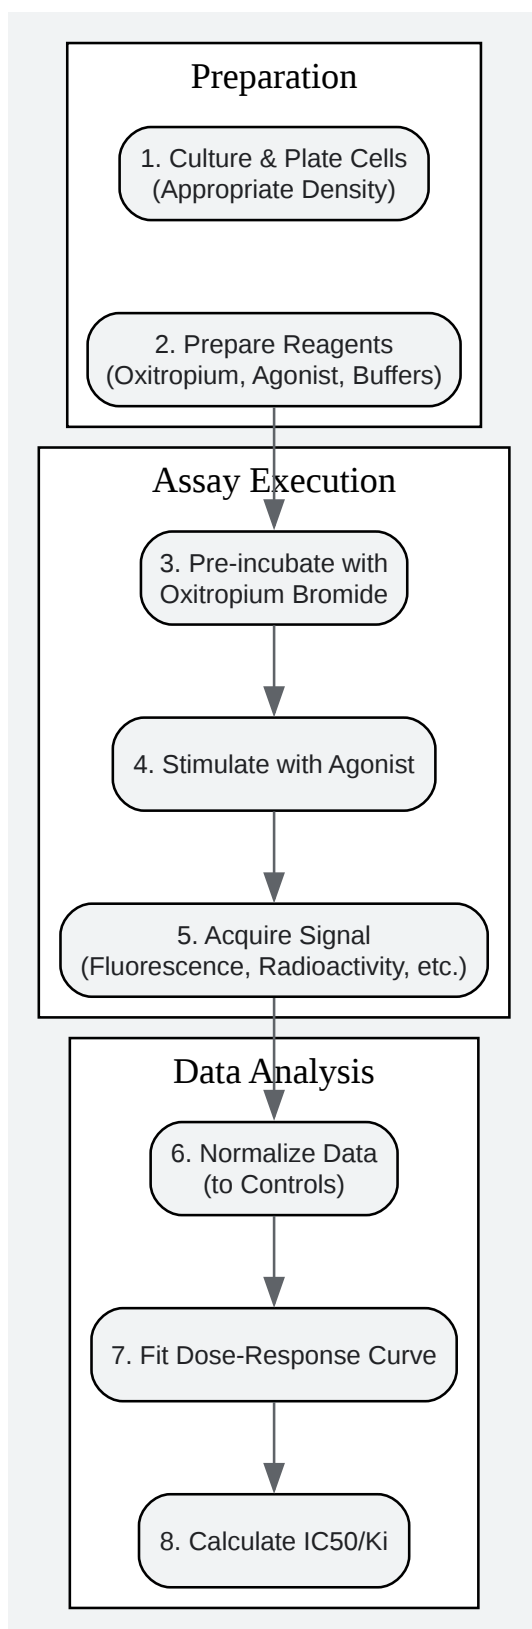 Preparation
1. Culture & Plate Cells
(Appropriate Density)
2. Prepare Reagents
(Oxitropium, Agonist, Buffers)
Assay Execution
3. Pre-incubate with
Oxitropium Bromide
4. Stimulate with Agonist
5. Acquire Signal
(Fluorescence, Radioactivity, etc.)
Data Analysis
6. Normalize Data
(to Controls)
7. Fit Dose-Response Curve
8. Calculate IC50/Ki